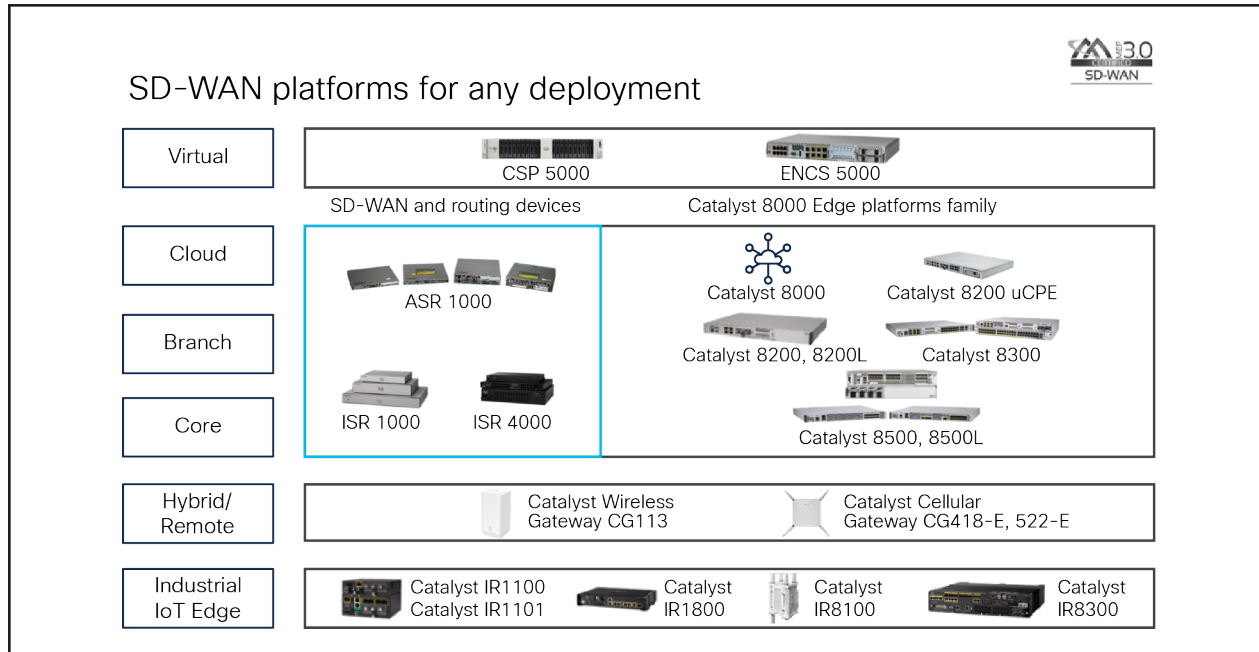 MEF 3.0
CERTIFIED
SD-WAN
SD-WAN platforms for any deployment
Virtual
CSP 5000
ENCS 5000
SD-WAN and routing devices
Catalyst 8000 Edge platforms family
Cloud
ASR 1000
Catalyst 8000
Catalyst 8200 uCPE
Branch
Catalyst 8200, 8200L
Catalyst 8300
Core
ISR 1000
ISR 4000
Catalyst 8500, 8500L
Hybrid/
Remote
Catalyst Wireless
Gateway CG113
Catalyst Cellular
Gateway CG418-E, 522-E
Industrial
IoT Edge
Catalyst IR1100
Catalyst IR1101
Catalyst
IR1800
Catalyst
IR8100
Catalyst
IR8300